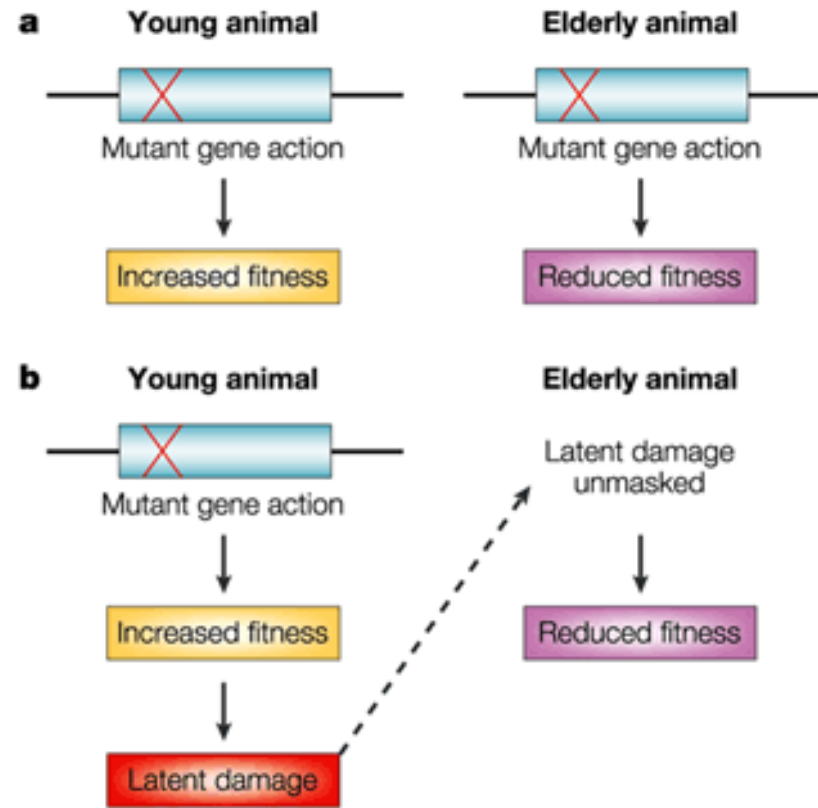 a
Young animal
Elderly animal
Mutant gene action
Mutant gene action
Increased fitness
Reduced fitness
b
Young animal
Elderly animal
Mutant gene action
Latent damage
unmasked
Increased fitness
Reduced fitness
Latent damage